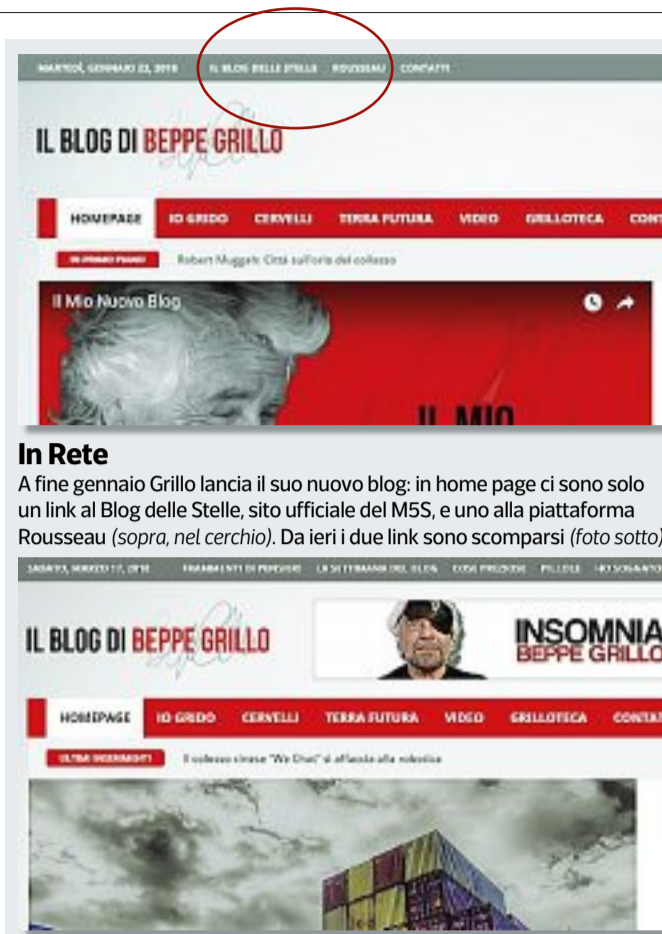 MARTEDÌ, GENNAIO 23, 2018 IL BLOG DELLE STELLE ROUSSEAU CONTATTI
IL BLOG DI BEPPE GRILLO
HOMEPAGE IO GRIDO CERVELLI TERRA FUTURA VIDEO GRILLOTECA CONT
IN PRIMO PIANO Robert Muggah: Città sull'orlo del collasso
Il Mio Nuovo Blog
IL MIO
In Rete
A fine gennaio Grillo lancia il suo nuovo blog: in home page ci sono solo
un link al Blog delle Stelle, sito ufficiale del M5S, e uno alla piattaforma
Rousseau (sopra, nel cerchio). Da ieri i due link sono scomparsi (foto sotto)
SABATO, MARZO 17, 2018 FRAMMENTI DI PENSIERO LA SETTIMANA DEL BLOG COSE PREZIOSE PILLOLE HO SOGNATO
IL BLOG DI BEPPE GRILLO
INSOMNIA
BEPPE GRILLO
HOMEPAGE IO GRIDO CERVELLI TERRA FUTURA VIDEO GRILLOTECA CONTAT
ULTIMI INSERIMENTI Il colosso cinese "We Chat" si affaccia alla robotica